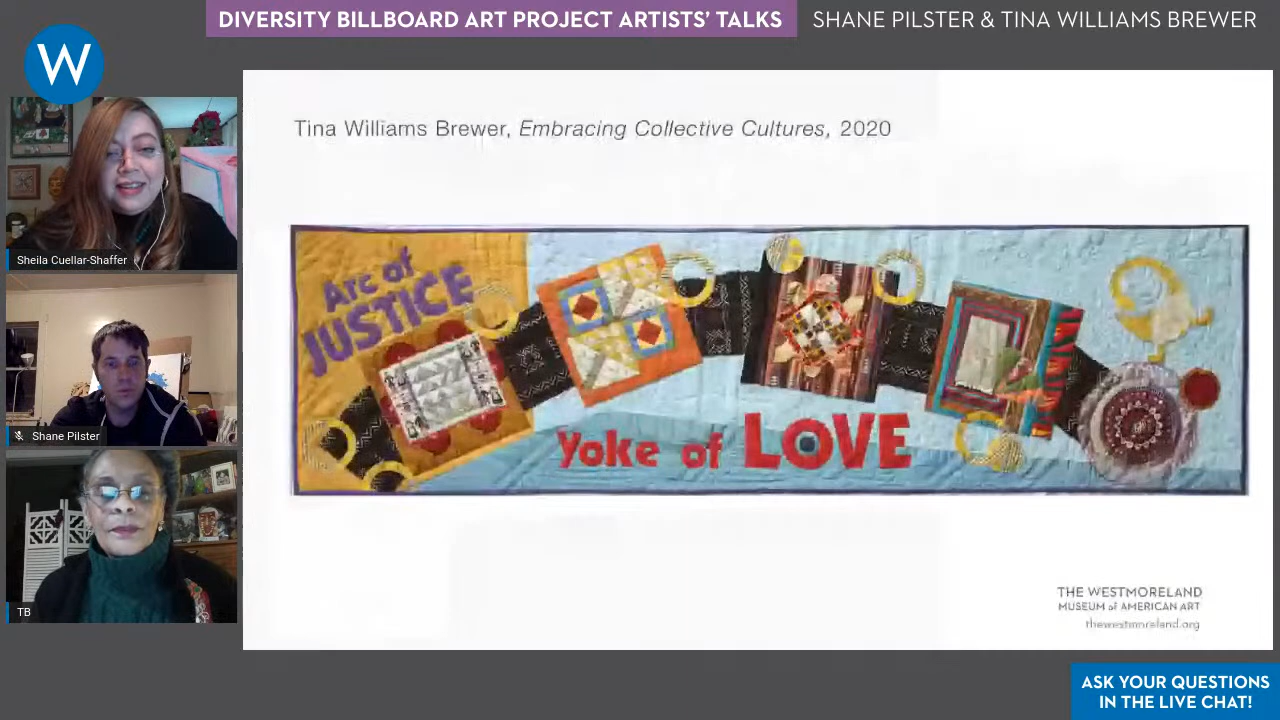 DIVERSITY BILLBOARD ART PROJECT ARTISTS' TALKS SHANE PILSTER & TINA WILLIAMS BREWER
W
Sheila Cuellar-Shaffer
Shane Pilster
TB
Tina Williams Brewer, Embracing Collective Cultures, 2020
Arc of
JUSTICE
Yoke of LOVE
THE WESTMORELAND
MUSEUM of AMERICAN ART
thewestmoreland.org
ASK YOUR QUESTIONS
IN THE LIVE CHAT!